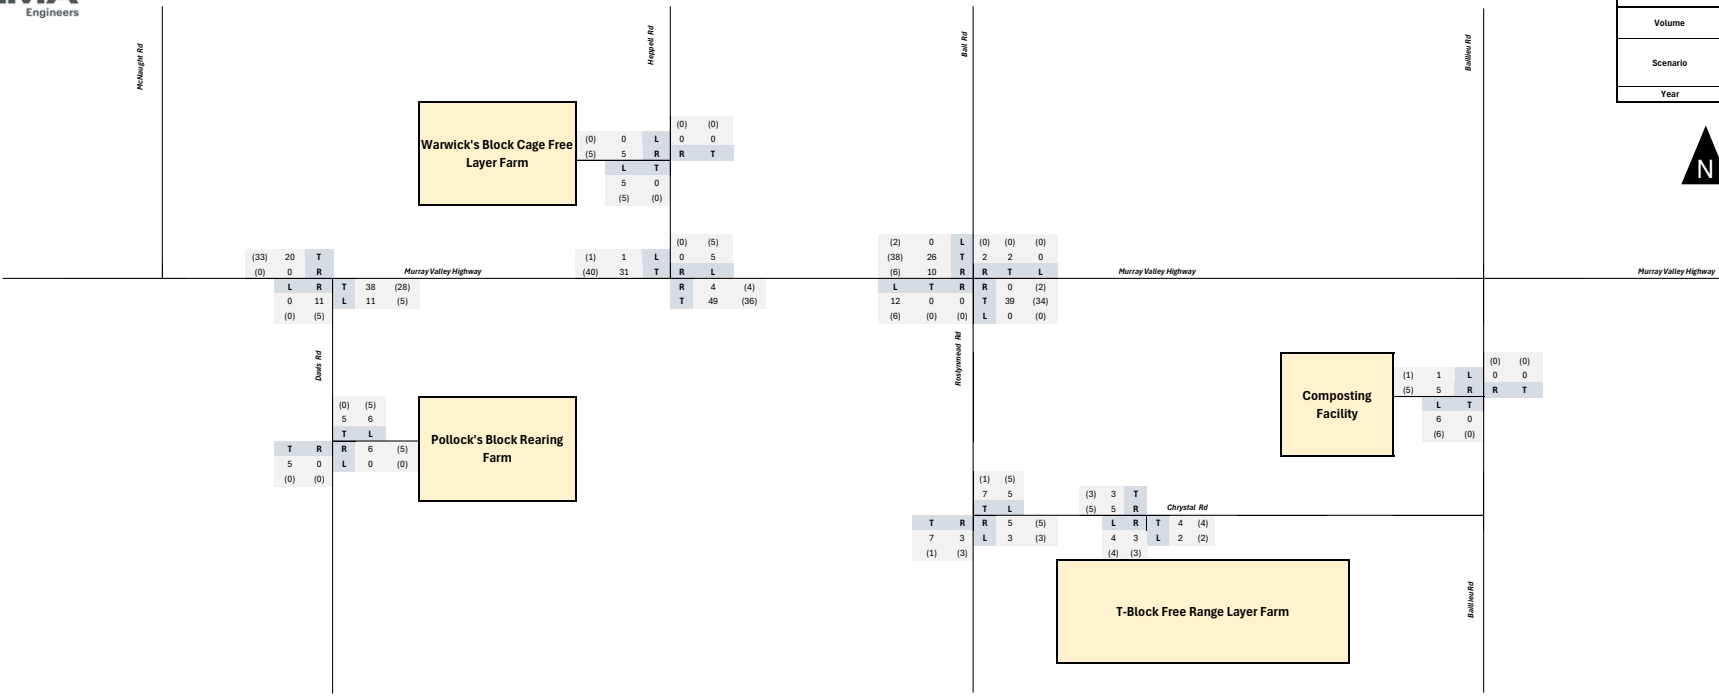 Engineers
Volume
Scenario
Year
N
McNaught Rd
Heppell Rd
Bail Rd
Baillieu Rd
Warwick's Block Cage Free
Layer Farm
(0) (0)
(0) 0 L 0 0
(5) 5 R R T
L T
5 0
(5) (0)
(33) 20 T
(0) 0 R
Murray Valley Highway
L R T 38 (28)
0 11 L 11 (5)
(0) (5)
(0) (5)
(1) 1 L 0 5
(40) 31 T R L
R 4 (4)
T 49 (36)
(2) 0 L (0) (0) (0)
(38) 26 T 2 2 0
(6) 10 R R T L
L T R R 0 (2)
12 0 0 T 39 (34)
(6) (0) (0) L 0 (0)
Murray Valley Highway
Murray Valley Highway
Davis Rd
Roslynmead Rd
(0) (5)
5 6
T L
T R R 6 (5)
5 0 L 0 (0)
(0) (0)
Pollock's Block Rearing
Farm
Composting
Facility
(0) (0)
(1) 1 L 0 0
(5) 5 R R T
L T
6 0
(6) (0)
(1) (5)
7 5
T L
T R R 5 (5)
7 3 L 3 (3)
(1) (3)
(3) 3 T
(5) 5 R
Chrystal Rd
L R T 4 (4)
4 3 L 2 (2)
(4) (3)
T-Block Free Range Layer Farm
Baillieu Rd